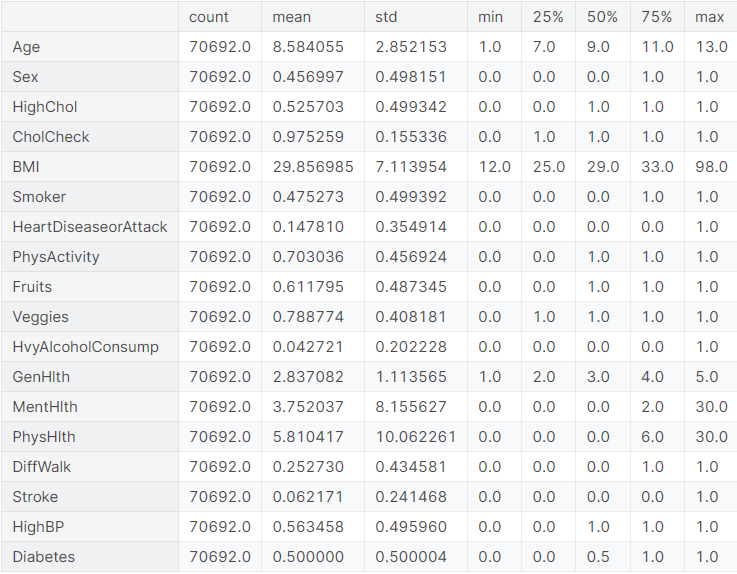 count mean std min 25% 50% 75% max
Age 70692.0 8.584055 2.852153 1.0 7.0 9.0 11.0 13.0
Sex 70692.0 0.456997 0.498151 0.0 0.0 0.0 1.0 1.0
HighChol 70692.0 0.525703 0.499342 0.0 0.0 1.0 1.0 1.0
CholCheck 70692.0 0.975259 0.155336 0.0 1.0 1.0 1.0 1.0
BMI 70692.0 29.856985 7.113954 12.0 25.0 29.0 33.0 98.0
Smoker 70692.0 0.475273 0.499392 0.0 0.0 0.0 1.0 1.0
HeartDiseaseorAttack 70692.0 0.147810 0.354914 0.0 0.0 0.0 0.0 1.0
PhysActivity 70692.0 0.703036 0.456924 0.0 0.0 1.0 1.0 1.0
Fruits 70692.0 0.611795 0.487345 0.0 0.0 1.0 1.0 1.0
Veggies 70692.0 0.788774 0.408181 0.0 1.0 1.0 1.0 1.0
HvyAlcoholConsump 70692.0 0.042721 0.202228 0.0 0.0 0.0 0.0 1.0
GenHlth 70692.0 2.837082 1.113565 1.0 2.0 3.0 4.0 5.0
MentHlth 70692.0 3.752037 8.155627 0.0 0.0 0.0 2.0 30.0
PhysHlth 70692.0 5.810417 10.062261 0.0 0.0 0.0 6.0 30.0
DiffWalk 70692.0 0.252730 0.434581 0.0 0.0 0.0 1.0 1.0
Stroke 70692.0 0.062171 0.241468 0.0 0.0 0.0 0.0 1.0
HighBP 70692.0 0.563458 0.495960 0.0 0.0 1.0 1.0 1.0
Diabetes 70692.0 0.500000 0.500004 0.0 0.0 0.5 1.0 1.0